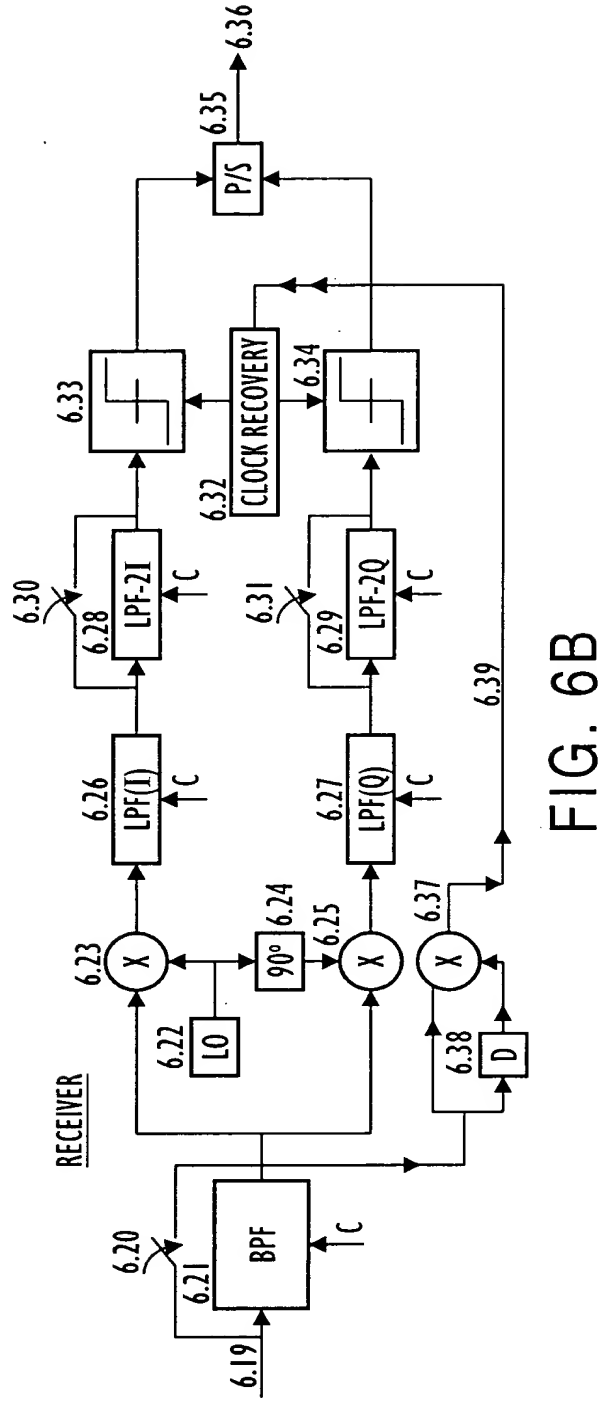 RECEIVER
6.19
6.20
6.21
BPF
C
6.22
LO
6.23
X
6.24
90°
6.25
X
6.26
LPF(I)
C
6.27
LPF(Q)
C
6.28
LPF-2I
C
6.29
LPF-2Q
C
6.30
6.31
6.32
CLOCK RECOVERY
6.33
6.34
P/S
6.35
6.36
6.37
X
6.38
D
6.39
FIG. 6B